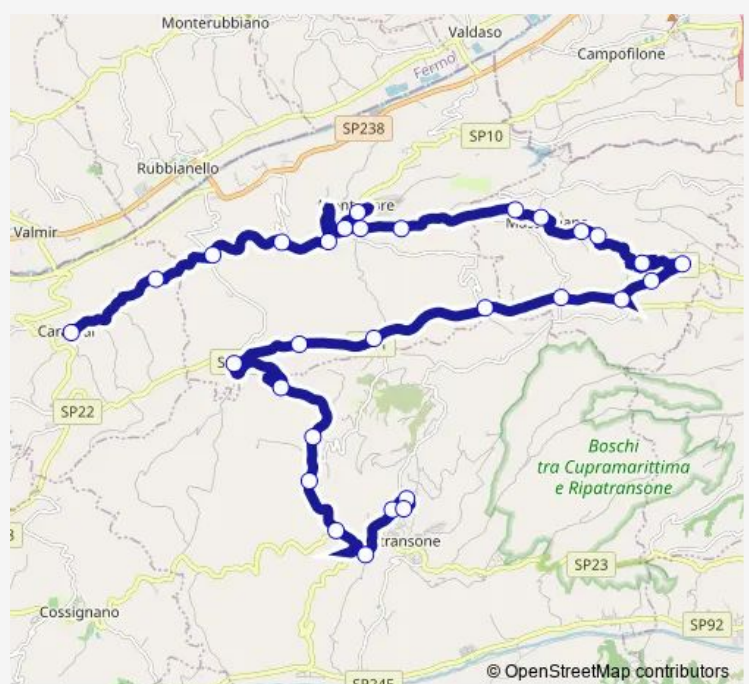 Monterubbiano
Valdaso
Campofilone
Fermo
SP238
SP10
Rubbianello
Valmir
SP22
Boschi
tra Cupramarittima
e Ripatransone
transone
SP23
Cossignano
SP92
© OpenStreetMap contributors